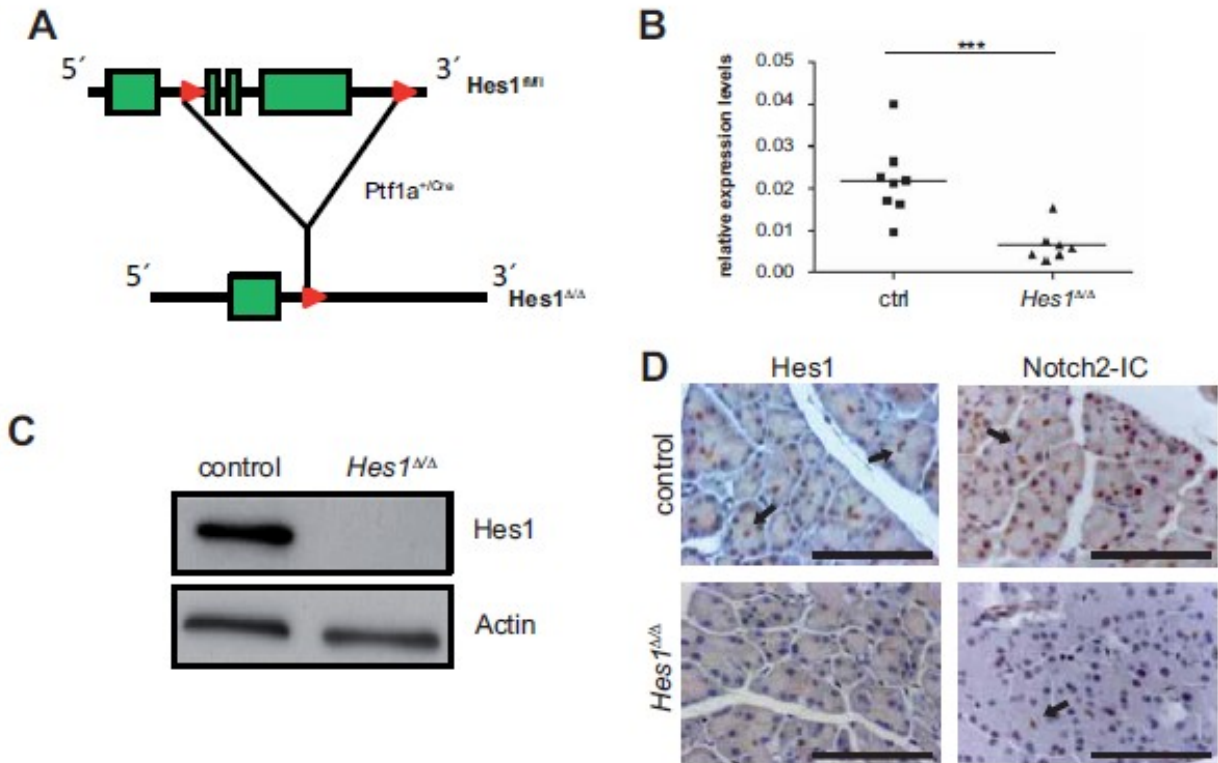 A
5´
3´
Hes1fl/fl
Ptf1a+/Cre
5´
3´
Hes1Δ/Δ
B
***
relative expression levels
0.05
0.04
0.03
0.02
0.01
0.00
ctrl
Hes1Δ/Δ
C
control
Hes1Δ/Δ
Hes1
Actin
D
Hes1
Notch2-IC
control
Hes1Δ/Δ